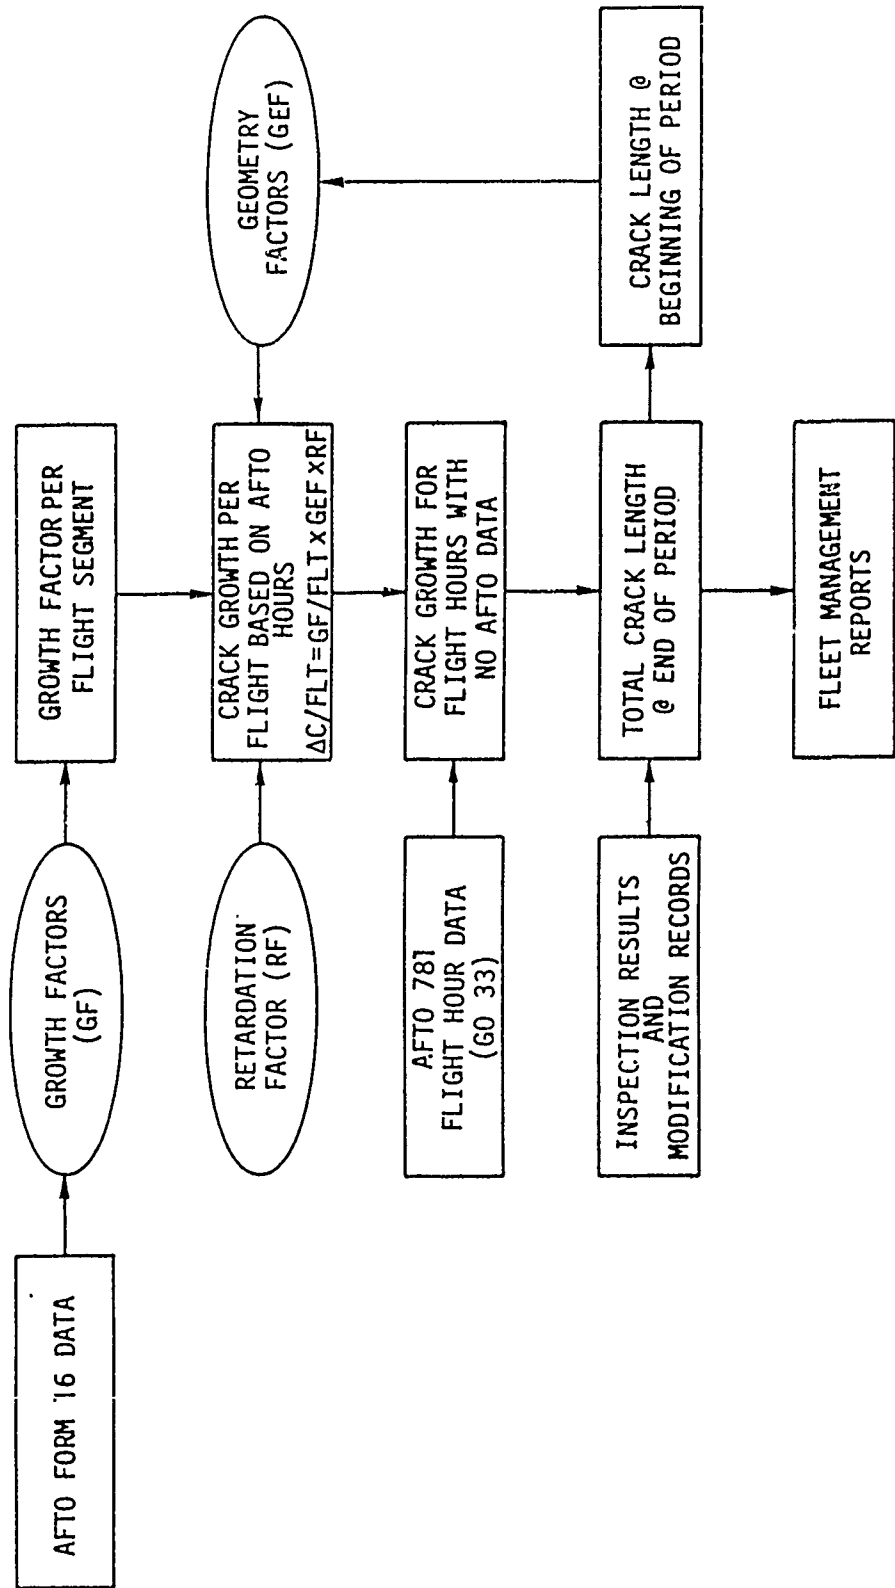 AFTO FORM 16 DATA
GROWTH FACTORS
(GF)
GROWTH FACTOR PER
FLIGHT SEGMENT
RETARDATION
FACTOR (RF)
CRACK GROWTH PER
FLIGHT BASED ON AFTO
HOURS
ΔC/FLT=GF/FLT x GEF x RF
GEOMETRY
FACTORS (GEF)
AFTO 781
FLIGHT HOUR DATA
(GO 33)
CRACK GROWTH FOR
FLIGHT HOURS WITH
NO AFTO DATA
INSPECTION RESULTS
AND
MODIFICATION RECORDS
TOTAL CRACK LENGTH
@ END OF PERIOD
CRACK LENGTH @
BEGINNING OF PERIOD
FLEET MANAGEMENT
REPORTS